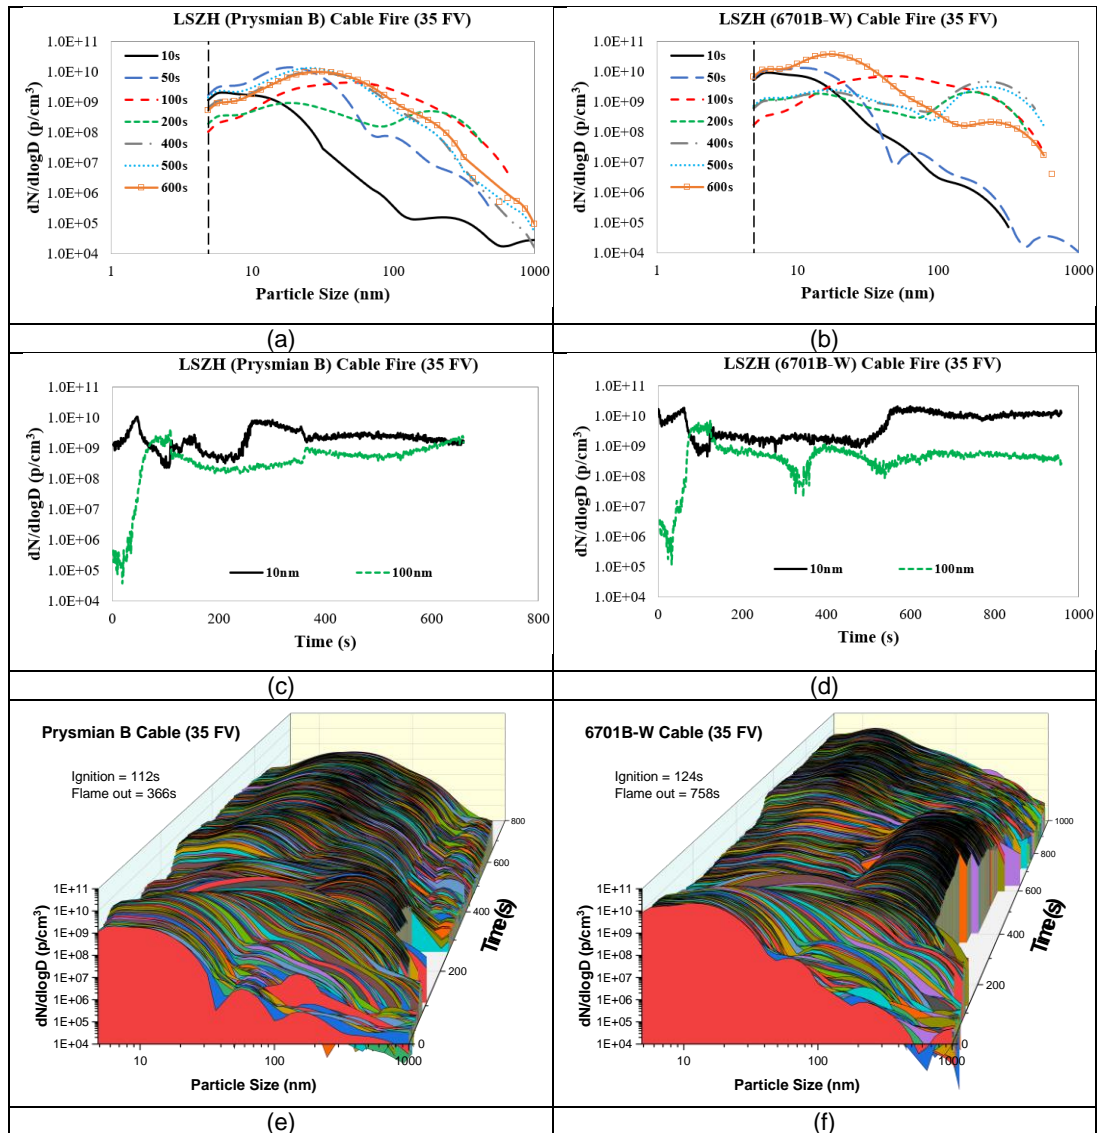 LSZH (Prysmian B) Cable Fire (35 FV)
dN/dlogD (p/cm³)
1.0E+11
1.0E+10
1.0E+09
1.0E+08
1.0E+07
1.0E+06
1.0E+05
1.0E+04
10s
50s
100s
200s
400s
500s
600s
1 10 100 1000
Particle Size (nm)
(a)
LSZH (6701B-W) Cable Fire (35 FV)
dN/dlogD (p/cm³)
1.0E+11
1.0E+10
1.0E+09
1.0E+08
1.0E+07
1.0E+06
1.0E+05
1.0E+04
10s
50s
100s
200s
400s
500s
600s
1 10 100 1000
Particle Size (nm)
(b)
LSZH (Prysmian B) Cable Fire (35 FV)
dN/dlogD (p/cm³)
1.0E+11
1.0E+10
1.0E+09
1.0E+08
1.0E+07
1.0E+06
1.0E+05
1.0E+04
10nm 100nm
0 200 400 600 800
Time (s)
(c)
LSZH (6701B-W) Cable Fire (35 FV)
dN/dlogD (p/cm³)
1.0E+11
1.0E+10
1.0E+09
1.0E+08
1.0E+07
1.0E+06
1.0E+05
1.0E+04
10nm 100nm
0 200 400 600 800 1000
Time (s)
(d)
Prysmian B Cable (35 FV)
Ignition = 112s
Flame out = 366s
dN/dlogD (p/cm³)
1E+11
1E+10
1E+09
1E+08
1E+07
1E+06
1E+05
1E+04
10 100 1000
Particle Size (nm)
0
200
400
600
800
Time(s)
(e)
6701B-W Cable (35 FV)
Ignition = 124s
Flame out = 758s
dN/dlogD (p/cm³)
1E+11
1E+10
1E+09
1E+08
1E+07
1E+06
1E+05
1E+04
10 100 1000
Particle Size (nm)
0
200
400
600
800
1000
Time(s)
(f)